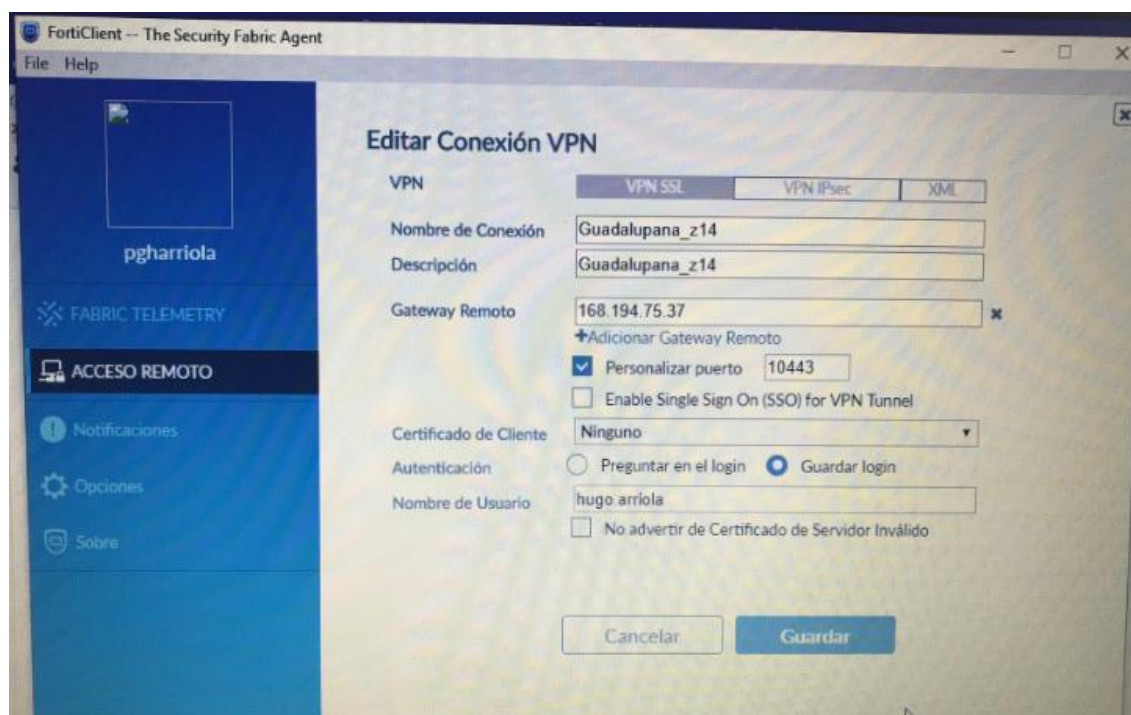 FortiClient -- The Security Fabric Agent
File Help
pgharriola
FABRIC TELEMETRY
ACCESO REMOTO
Notificaciones
Opciones
Sobre
Editar Conexión VPN
VPN VPN SSL VPN IPsec XML
Nombre de Conexión Guadalupana_z14
Descripción Guadalupana_z14
Gateway Remoto 168.194.75.37
+Adicionar Gateway Remoto
Personalizar puerto 10443
Enable Single Sign On (SSO) for VPN Tunnel
Certificado de Cliente Ninguno
Autenticación Preguntar en el login Guardar login
Nombre de Usuario hugo.arriola
No advertir de Certificado de Servidor Inválido
Cancelar Guardar